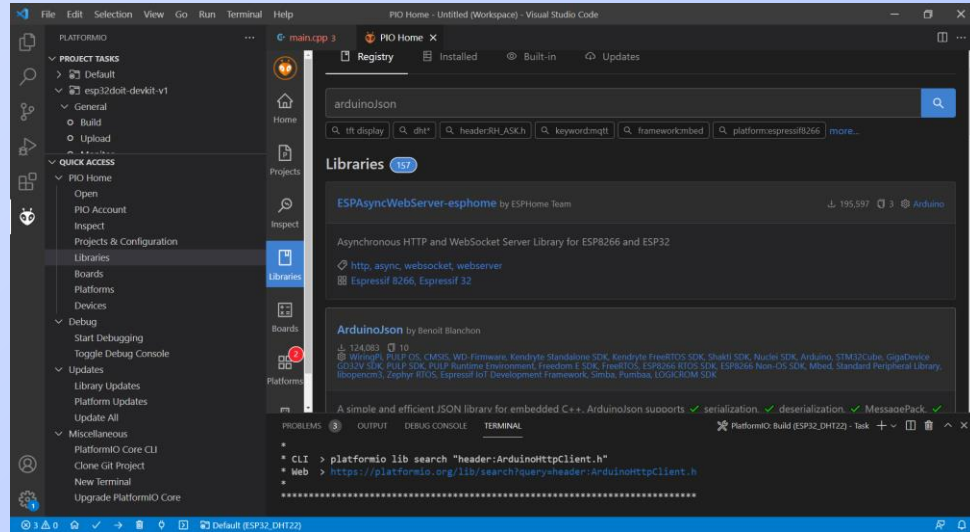 File Edit Selection View Go Run Terminal Help
PIO Home - Untitled (Workspace) - Visual Studio Code
PLATFORMIO
PROJECT TASKS
Default
esp32doit-devkit-v1
General
Build
Upload
QUICK ACCESS
PIO Home
Open
PIO Account
Inspect
Projects & Configuration
Libraries
Boards
Platforms
Devices
Debug
Start Debugging
Toggle Debug Console
Updates
Library Updates
Platform Updates
Update All
Miscellaneous
PlatformIO Core CLI
Clone Git Project
New Terminal
Upgrade PlatformIO Core
1
main.cpp 3
PIO Home
Home
Projects
Inspect
Libraries
Boards
2
Platforms
Registry Installed Built-in Updates
arduinoJson
tft display dht* header:RH_ASK.h keyword:mqtt framework:mbed platform:espressif8266 more...
Libraries 157
ESPAsyncWebServer-esphome by ESPHome Team 195,597 3 Arduino
Asynchronous HTTP and WebSocket Server Library for ESP8266 and ESP32
http, async, websocket, webserver
Espressif 8266, Espressif 32
ArduinoJson by Benoit Blanchon
124,083 10
WiringPi, PULP OS, CMSIS, WD-Firmware, Kendryte Standalone SDK, Kendryte FreeRTOS SDK, Shakti SDK, Nuclei SDK, Arduino, STM32Cube, GigaDevice
GD32V SDK, PULP SDK, PULP Runtime Environment, Freedom E SDK, FreeRTOS, ESP8266 RTOS SDK, ESP8266 Non-OS SDK, Mbed, Standard Peripheral Library,
libopencm3, Zephyr RTOS, Espressif IoT Development Framework, Simba, Pumbaa, LOGICROM SDK
A simple and efficient JSON library for embedded C++. ArduinoJson supports ✓ serialization, ✓ deserialization, ✓ MessagePack, ✓
PROBLEMS 3 OUTPUT DEBUG CONSOLE TERMINAL
PlatformIO: Build (ESP32_DHT22) - Task
*
* CLI > platformio lib search "header:ArduinoHttpClient.h"
* Web > https://platformio.org/lib/search?query=header:ArduinoHttpClient.h
*
***********************************************************************
3 0 Default (ESP32_DHT22)